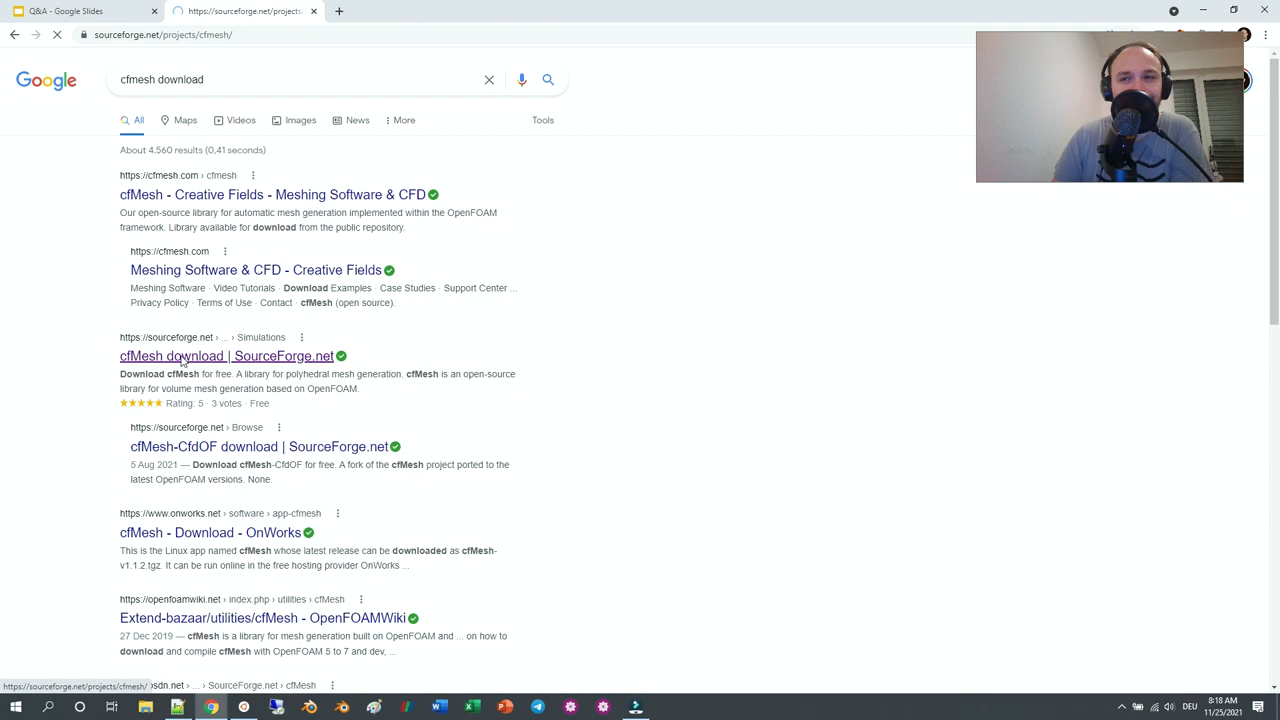 Q&A - Google Slides
https://sourceforge.net/projects/
sourceforge.net/projects/cfmesh/
Google
cfmesh download
All
Maps
Videos
Images
News
More
Tools
About 4.560 results (0,41 seconds)
https://cfmesh.com › cfmesh
cfMesh - Creative Fields - Meshing Software & CFD
Our open-source library for automatic mesh generation implemented within the OpenFOAM
framework. Library available for download from the public repository.
https://cfmesh.com
Meshing Software & CFD - Creative Fields
Meshing Software · Video Tutorials · Download Examples · Case Studies · Support Center ...
Privacy Policy · Terms of Use · Contact · cfMesh (open source).
https://sourceforge.net › ... › Simulations
cfMesh download | SourceForge.net
Download cfMesh for free. A library for polyhedral mesh generation. cfMesh is an open-source
library for volume mesh generation based on OpenFOAM.
Rating: 5 · 3 votes · Free
https://sourceforge.net › Browse
cfMesh-CfdOF download | SourceForge.net
5 Aug 2021 — Download cfMesh-CfdOF for free. A fork of the cfMesh project ported to the
latest OpenFOAM versions. None.
https://www.onworks.net › software › app-cfmesh
cfMesh - Download - OnWorks
This is the Linux app named cfMesh whose latest release can be downloaded as cfMesh-
v1.1.2.tgz. It can be run online in the free hosting provider OnWorks ...
https://openfoamwiki.net › index.php › utilities › cfMesh
Extend-bazaar/utilities/cfMesh - OpenFOAMWiki
27 Dec 2019 — cfMesh is a library for mesh generation built on OpenFOAM and ... on how to
download and compile cfMesh with OpenFOAM 5 to 7 and dev, ...
https://sourceforge.net/projects/cfmesh/
sdn.net › ... › SourceForge.net › cfMesh
DEU
8:18 AM
11/25/2021